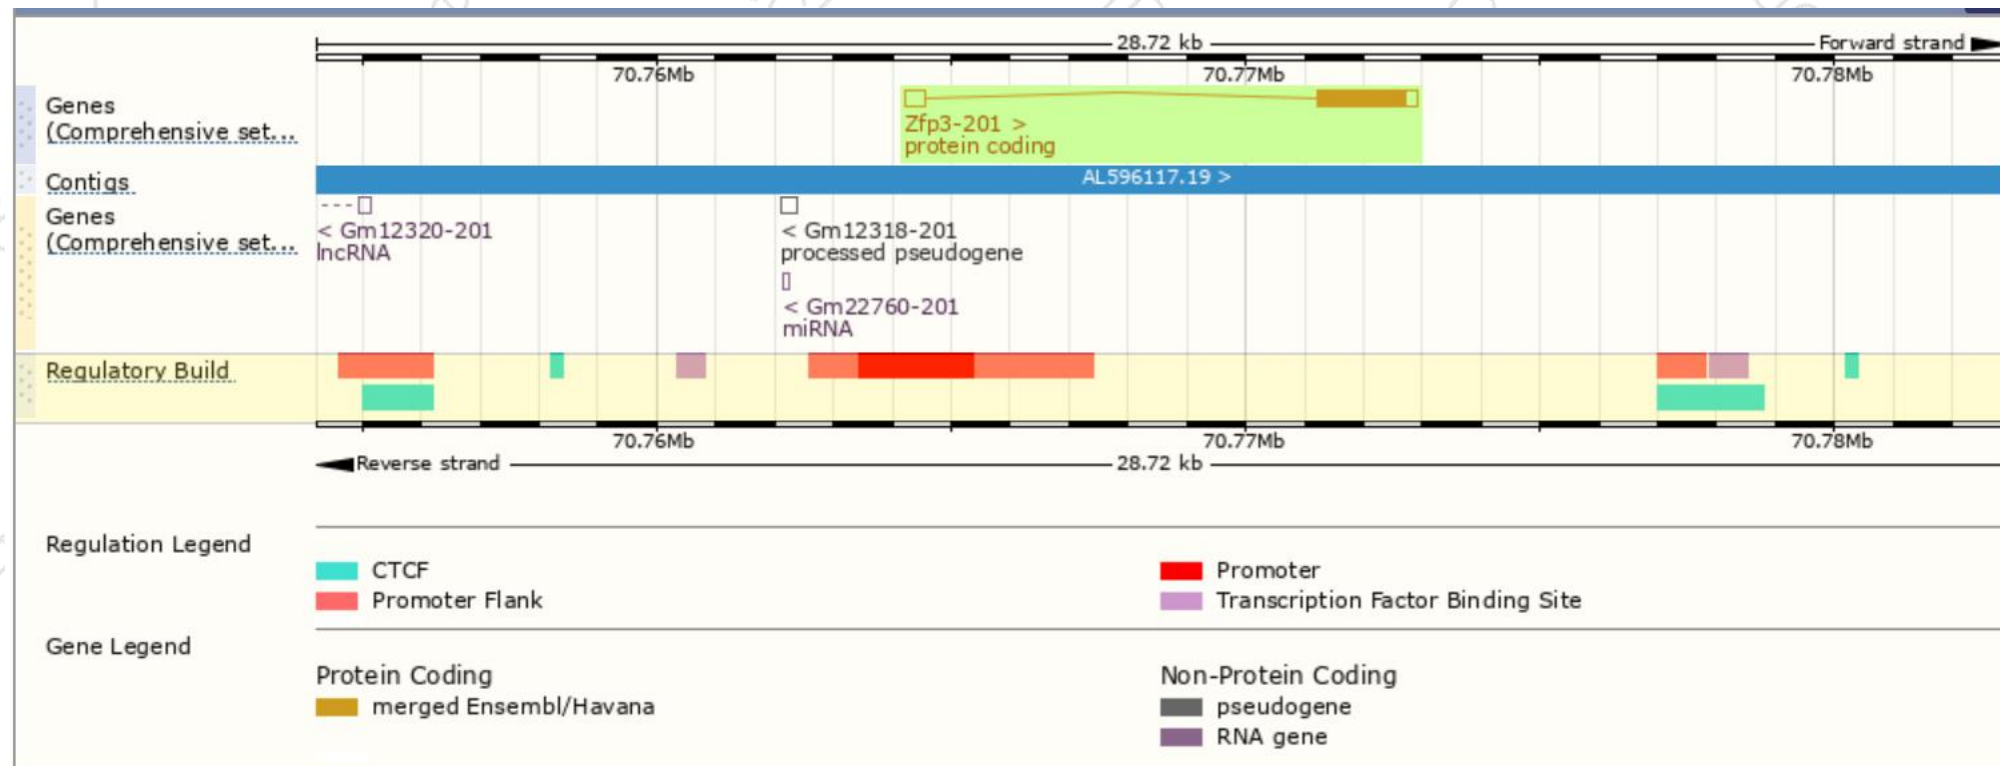 28.72 kb
Forward strand
70.76Mb 70.77Mb 70.78Mb
Genes
(Comprehensive set...
Zfp3-201 >
protein coding
Contigs
AL596117.19 >
Genes
(Comprehensive set...
< Gm12320-201
lncRNA
< Gm12318-201
processed pseudogene
< Gm22760-201
miRNA
Regulatory Build
70.76Mb 70.77Mb 70.78Mb
Reverse strand
28.72 kb
Regulation Legend
CTCF
Promoter
Promoter Flank
Transcription Factor Binding Site
Gene Legend
Protein Coding
Non-Protein Coding
merged Ensembl/Havana
pseudogene
RNA gene